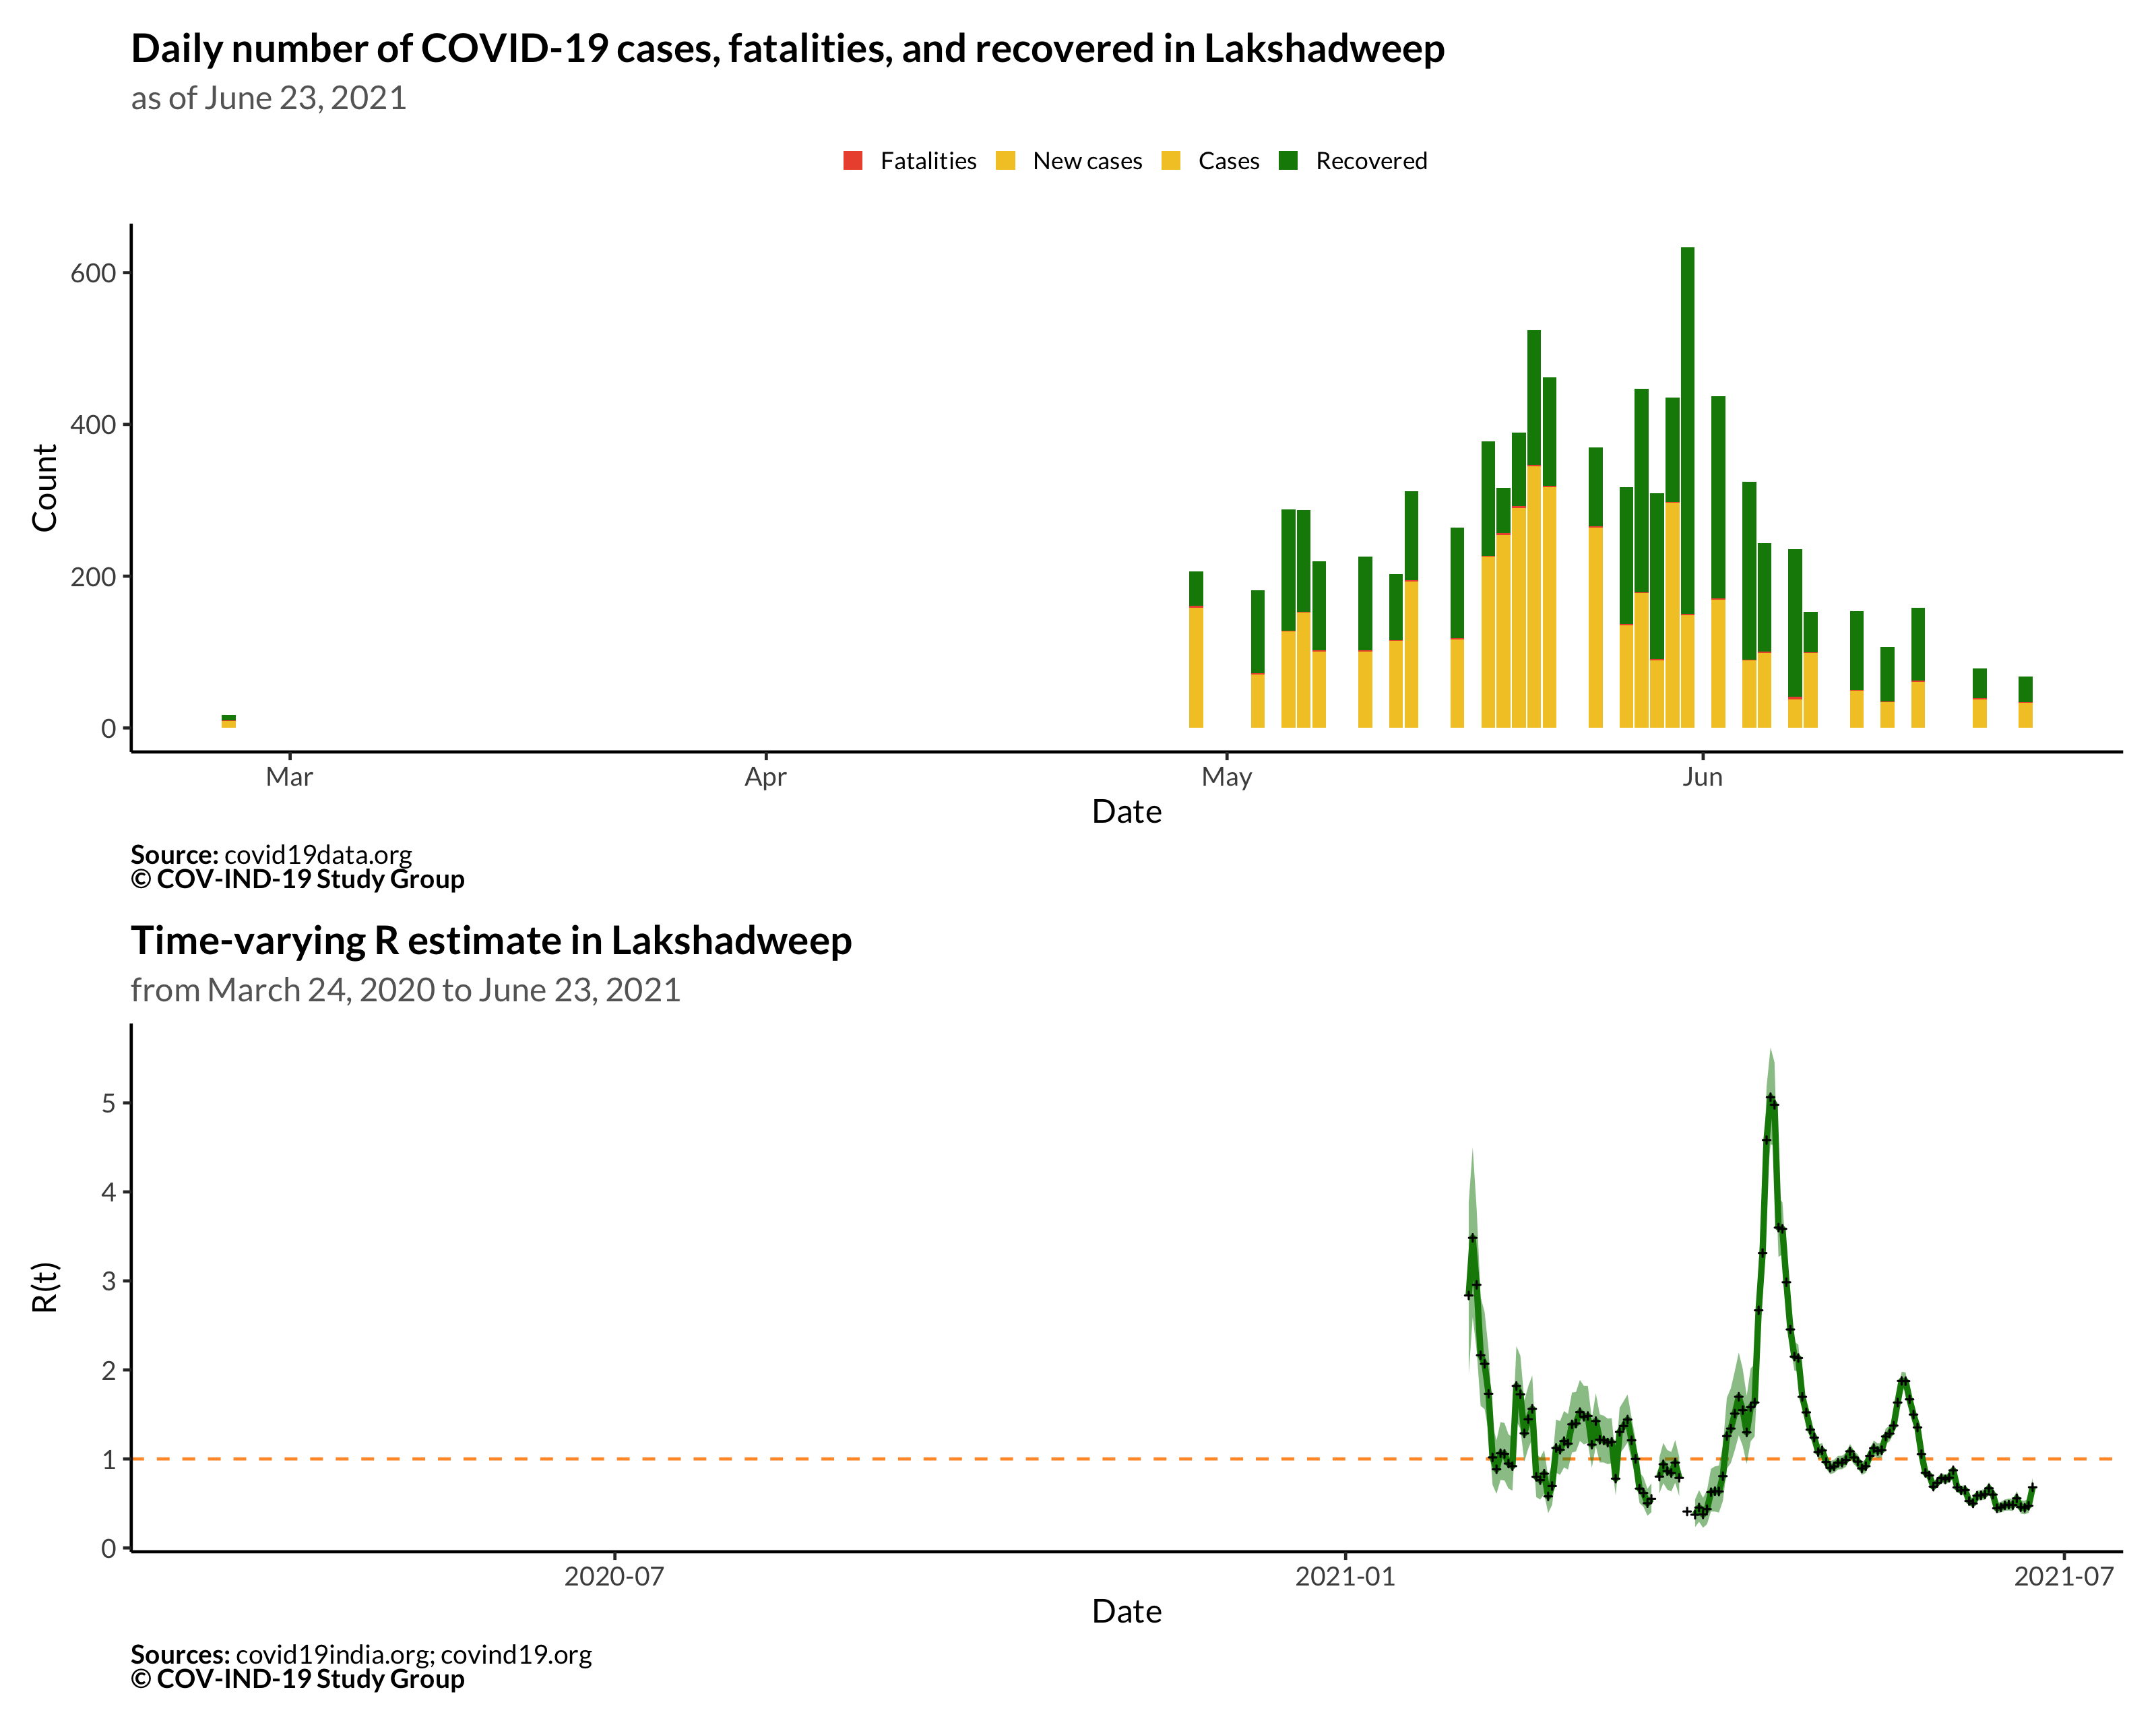 Daily number of COVID-19 cases, fatalities, and recovered in Lakshadweep
as of June 23, 2021
Fatalities New cases Cases Recovered
600
400
200
0
Count
Mar Apr May Jun
Date
Source: covid19data.org
© COV-IND-19 Study Group
Time-varying R estimate in Lakshadweep
from March 24, 2020 to June 23, 2021
5
4
3
2
1
0
R(t)
2020-07 2021-01 2021-07
Date
Sources: covid19india.org; covind19.org
© COV-IND-19 Study Group